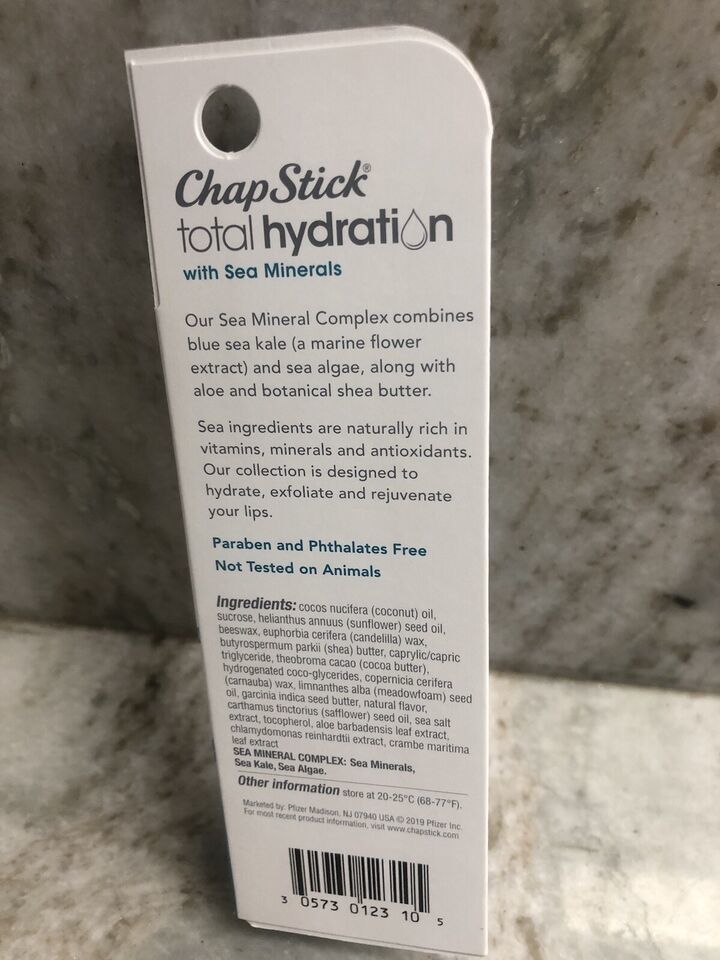 ChapStick®
total hydration
with Sea Minerals
Our Sea Mineral Complex combines
blue sea kale (a marine flower
extract) and sea algae, along with
aloe and botanical shea butter.
Sea ingredients are naturally rich in
vitamins, minerals and antioxidants.
Our collection is designed to
hydrate, exfoliate and rejuvenate
your lips.
Paraben and Phthalates Free
Not Tested on Animals
Ingredients: cocos nucifera (coconut) oil,
sucrose, helianthus annuus (sunflower) seed oil,
beeswax, euphorbia cerifera (candelilla) wax,
butyrospermum parkii (shea) butter, caprylic/capric
triglyceride, theobroma cacao (cocoa butter),
hydrogenated coco-glycerides, copernicia cerifera
(carnauba) wax, limnanthes alba (meadowfoam) seed
oil, garcinia indica seed butter, natural flavor,
carthamus tinctorius (safflower) seed oil, sea salt
extract, tocopherol, aloe barbadensis leaf extract,
chlamydomonas reinhardtii extract, crambe maritima
leaf extract
SEA MINERAL COMPLEX: Sea Minerals,
Sea Kale, Sea Algae.
Other information store at 20-25°C (68-77°F).
Marketed by: Pfizer Madison, NJ 07940 USA © 2019 Pfizer Inc.
For most recent product information, visit www.chapstick.com
3 0573 0123 10 5